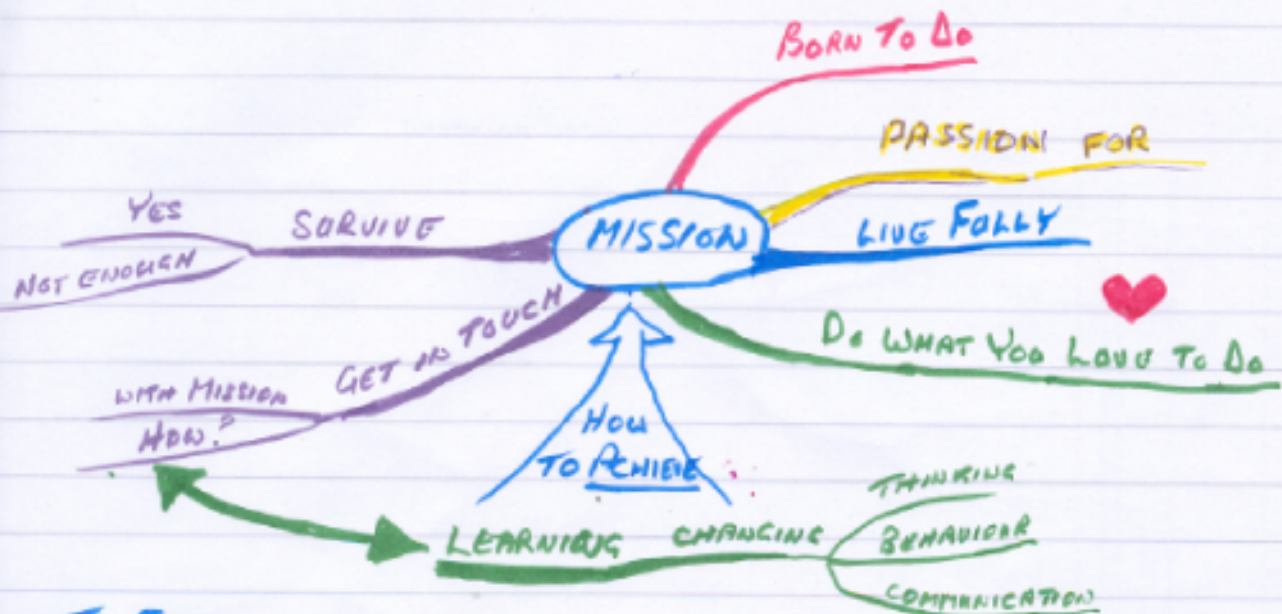 BORN TO DO
PASSION FOR
YES
SURVIVE
MISSION
LIVE FULLY
NOT ENOUGH
GET IN TOUCH
DO WHAT YOU LOVE TO DO
WITH MISSION
HOW?
HOW
TO ACHIEVE
THINKING
LEARNING CHANGING
BEHAVIOUR
COMMUNICATION